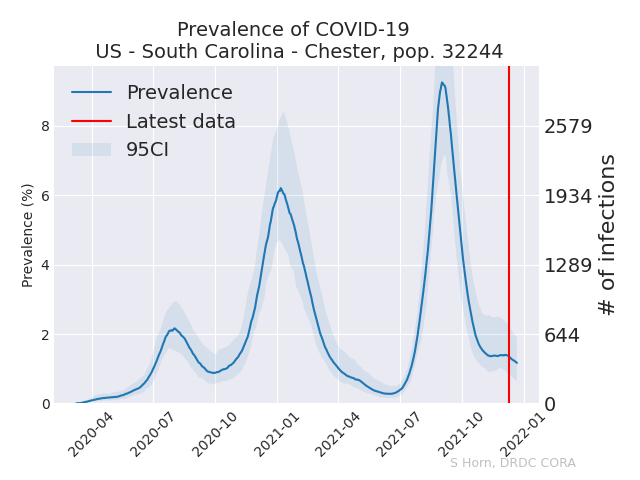 Prevalence of COVID-19
US - South Carolina - Chester, pop. 32244
Prevalence
Latest data
95CI
Prevalence (%)
0
2
4
6
8
0
644
1289
1934
2579
# of infections
2020-04
2020-07
2020-10
2021-01
2021-04
2021-07
2021-10
2022-01
S Horn, DRDC CORA